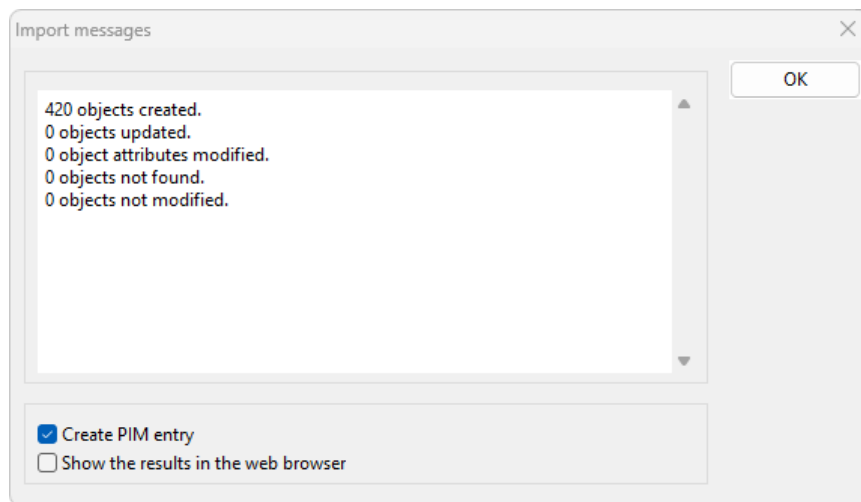 Import messages
OK
420 objects created.
0 objects updated.
0 object attributes modified.
0 objects not found.
0 objects not modified.
Create PIM entry
Show the results in the web browser